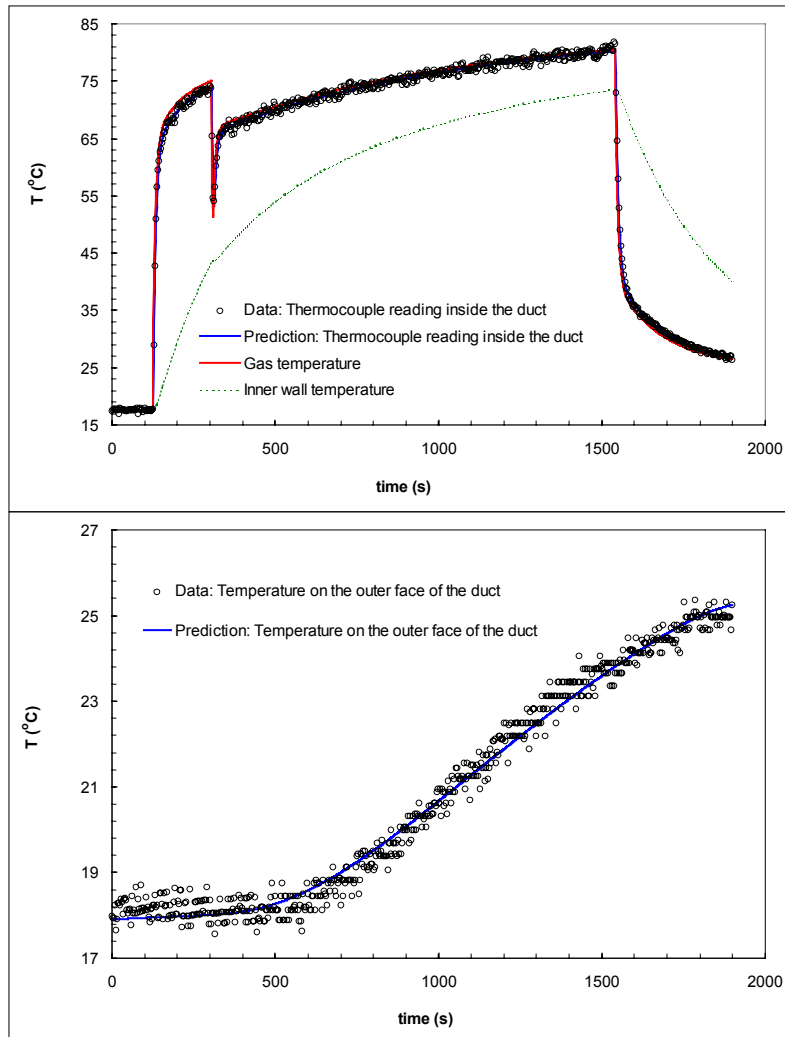 85
75
65
55
45
35
25
15
T (°C)
Data: Thermocouple reading inside the duct
Prediction: Thermocouple reading inside the duct
Gas temperature
Inner wall temperature
0 500 1000 1500 2000
time (s)
27
25
23
21
19
17
T (°C)
Data: Temperature on the outer face of the duct
Prediction: Temperature on the outer face of the duct
0 500 1000 1500 2000
time (s)